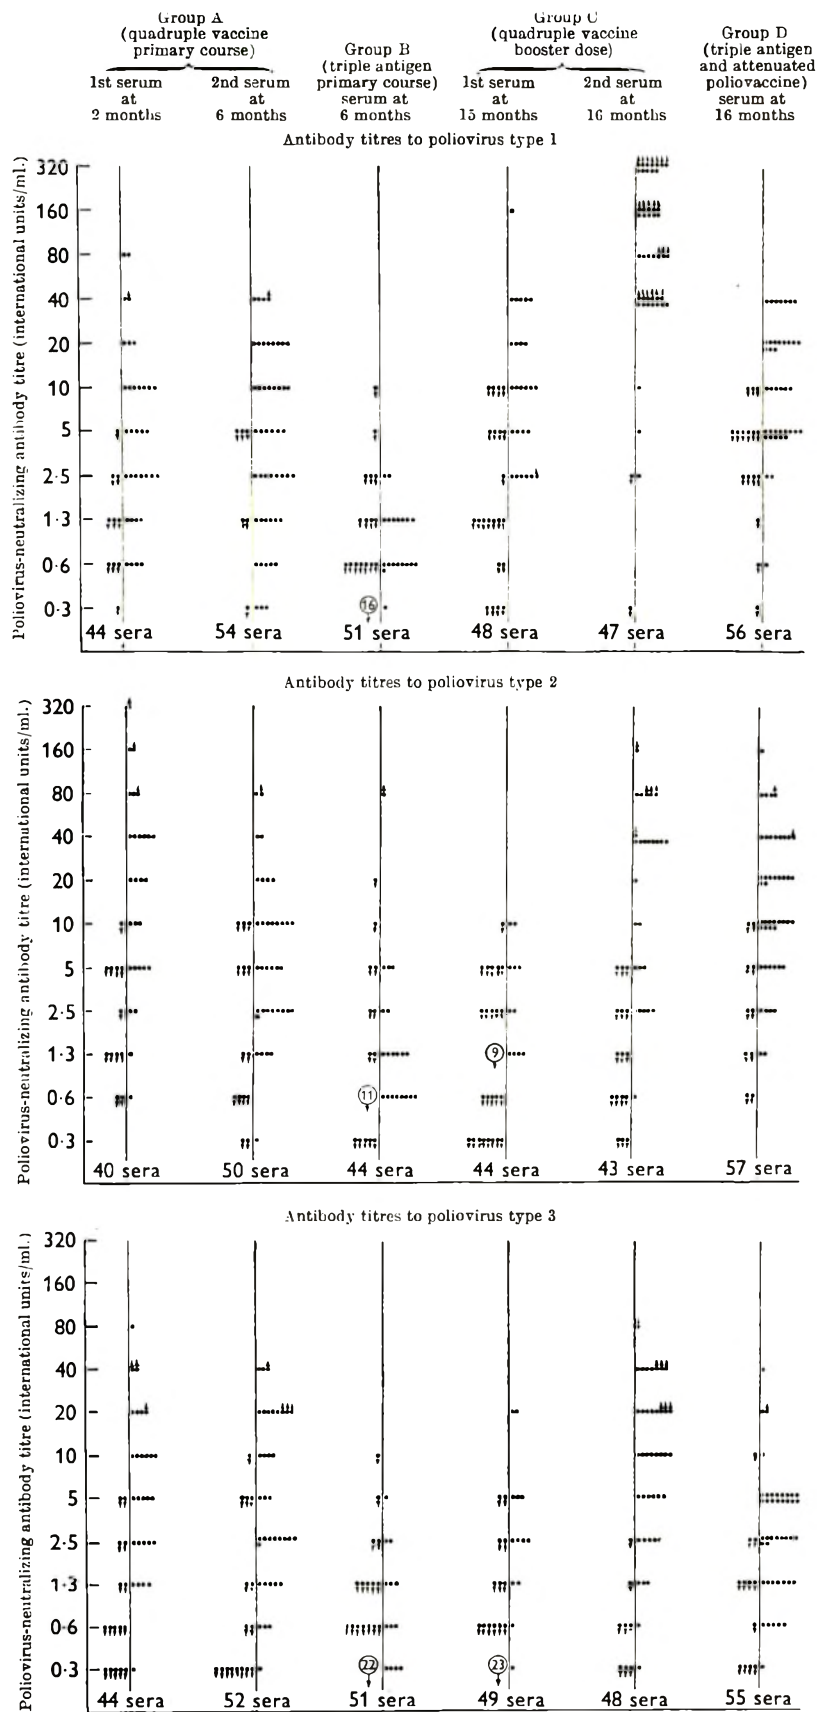 Group A
(quadruple vaccine
primary course)
1st serum
at
2 months
2nd serum
at
6 months
Group B
(triple antigen
primary course)
serum at
6 months
Group C
(quadruple vaccine
booster dose)
1st serum
at
15 months
2nd serum
at
16 months
Group D
(triple antigen
and attenuated
poliovaccine)
serum at
16 months
Antibody titres to poliovirus type 1
Poliovirus-neutralizing antibody titre (international units/ml.)
320
160
80
40
20
10
5
2·5
1·3
0·6
0·3
16
44 sera 54 sera 51 sera 48 sera 47 sera 56 sera
Antibody titres to poliovirus type 2
Poliovirus-neutralizing antibody titre (international units/ml.)
320
160
80
40
20
10
5
2·5
1·3
9
0·6
11
0·3
40 sera 50 sera 44 sera 44 sera 43 sera 57 sera
Antibody titres to poliovirus type 3
Poliovirus-neutralizing antibody titre (international units/ml.)
320
160
80
40
20
10
5
2·5
1·3
0·6
0·3
22 23
44 sera 52 sera 51 sera 49 sera 48 sera 55 sera